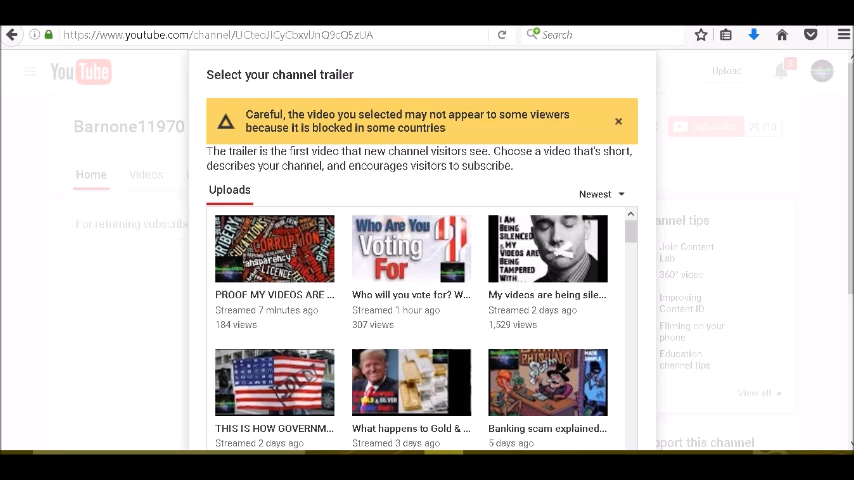 https://www.youtube.com/channel/UCteoJICyCbxvlJnQ9cQ5zUA
Search
YouTube
Upload
Select your channel trailer
Careful, the video you selected may not appear to some viewers
because it is blocked in some countries
The trailer is the first video that new channel visitors see. Choose a video that's short,
describes your channel, and encourages visitors to subscribe.
Barnone11970
Subscribe 29,713
Home Videos
For returning subscribe
Uploads
Newest
CORRUPTION
Who Are You
Voting
For
I AM
BEING
SILENCED
& MY
VIDEOS
ARE
BEING
TAMPERED
WITH...
PROOF MY VIDEOS ARE ...
Streamed 7 minutes ago
184 views
Who will you vote for? W...
Streamed 1 hour ago
307 views
My videos are being sile...
Streamed 2 days ago
1,529 views
THIS IS HOW GOVERNM...
Streamed 2 days ago
What happens to Gold & ...
Streamed 3 days ago
Banking scam explained...
5 days ago
annel tips
Join Content
Lab
360° video
Improving
Content ID
Filming on your
phone
Education
channel tips
View all »
pport this channel